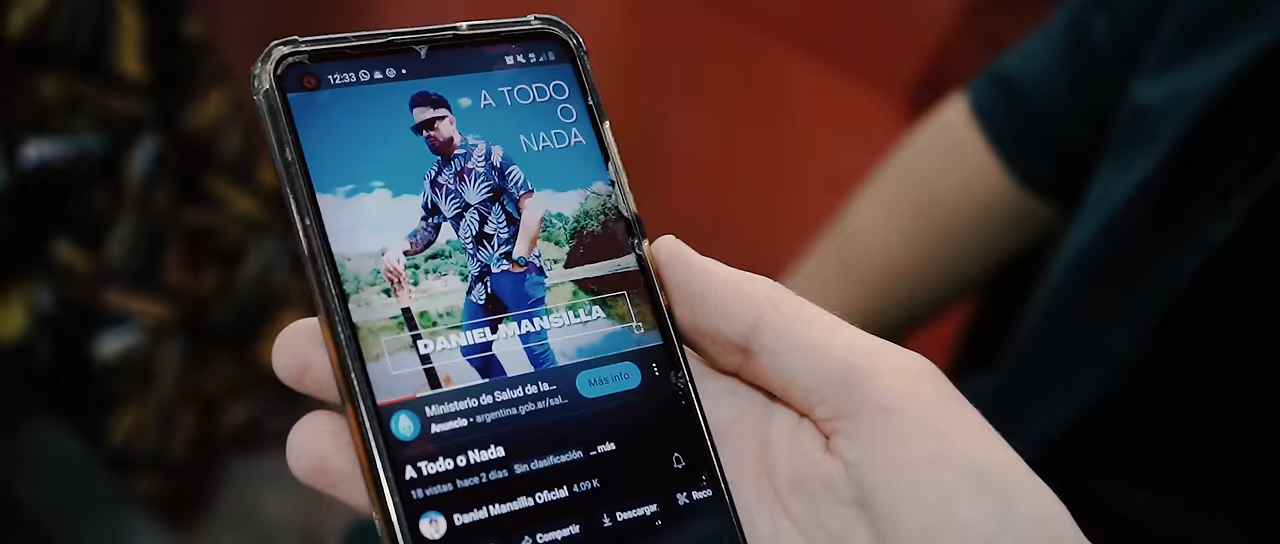 12:33
A TODO
O
NADA
DANIEL MANSILLA
Ministerio de Salud de la...
Más info
Anuncio • argentina.gob.ar/sal...
A Todo o Nada
18 vistas hace 2 días Sin clasificación ...más
Daniel Mansilla Oficial 4.09 K
Compartir
Descargar
Reco